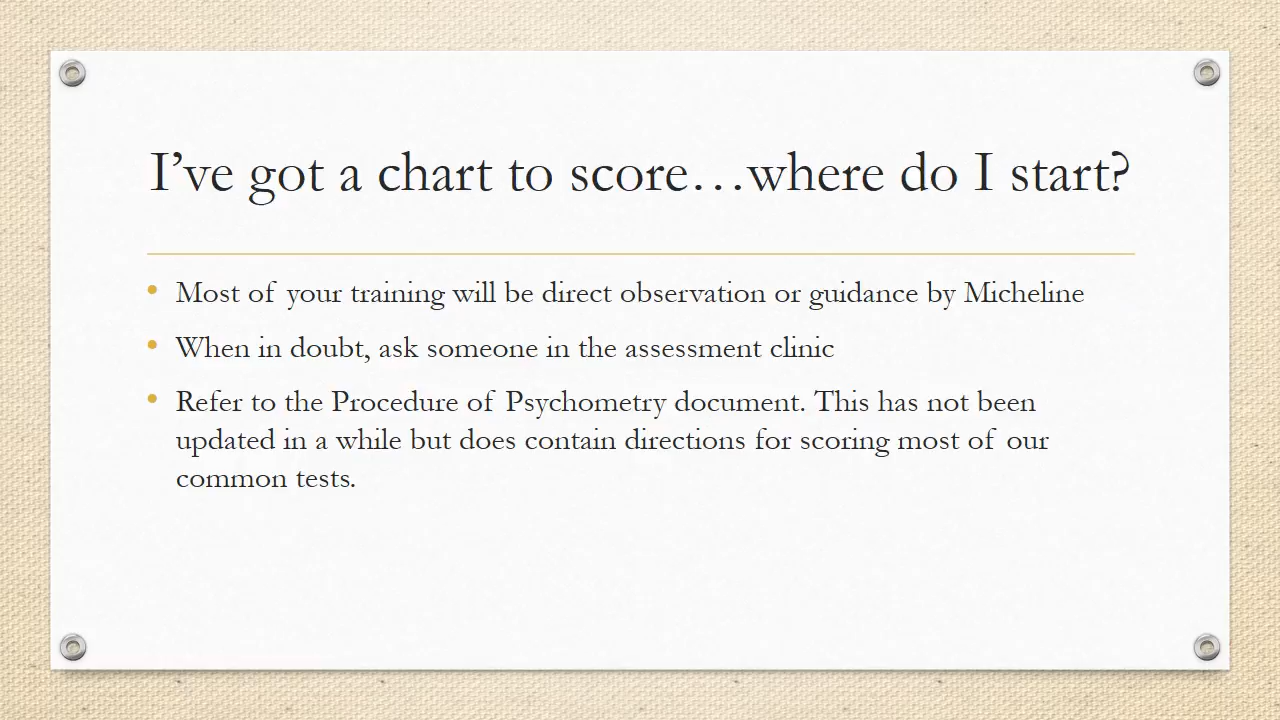 I’ve got a chart to score…where do I start?
• Most of your training will be direct observation or guidance by Micheline
• When in doubt, ask someone in the assessment clinic
• Refer to the Procedure of Psychometry document. This has not been
updated in a while but does contain directions for scoring most of our
common tests.